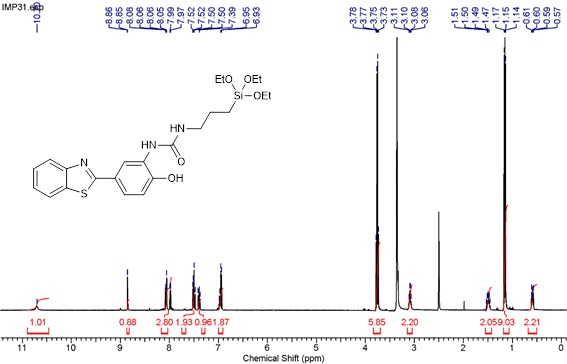 8.86 8.85 8.08 8.06 8.06 8.05 7.99 7.97 7.52 7.52 7.50 7.50 7.39 6.95 6.93 3.78 3.77 3.75 3.73 3.11 3.10 3.08 3.06 1.51 1.50 1.49 1.47 1.17 1.15 1.14 0.61 0.60 0.59 0.57
EtO OEt
Si
OEt
HN
NH
O
N
OH
S
1.01 0.88 2.80 1.93 0.96 1.87 5.85 2.20 2.05 9.03 2.21
11 10 9 8 7 6 5 4 3 2 1 0
Chemical Shift (ppm)